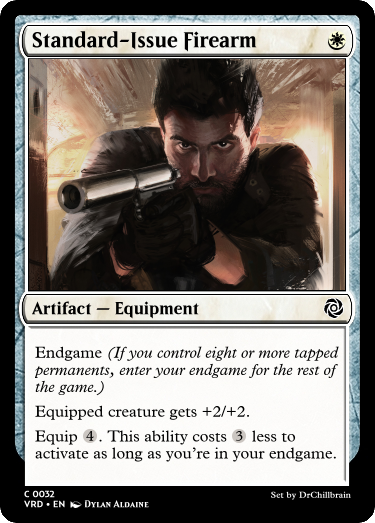 Standard-Issue Firearm
Artifact — Equipment
Endgame (If you control eight or more tapped
permanents, enter your endgame for the rest of
the game.)
Equipped creature gets +2/+2.
Equip 4. This ability costs 3 less to
activate as long as you're in your endgame.
C 0032
VRD • EN Dylan Aldaine
Set by DrChillbrain